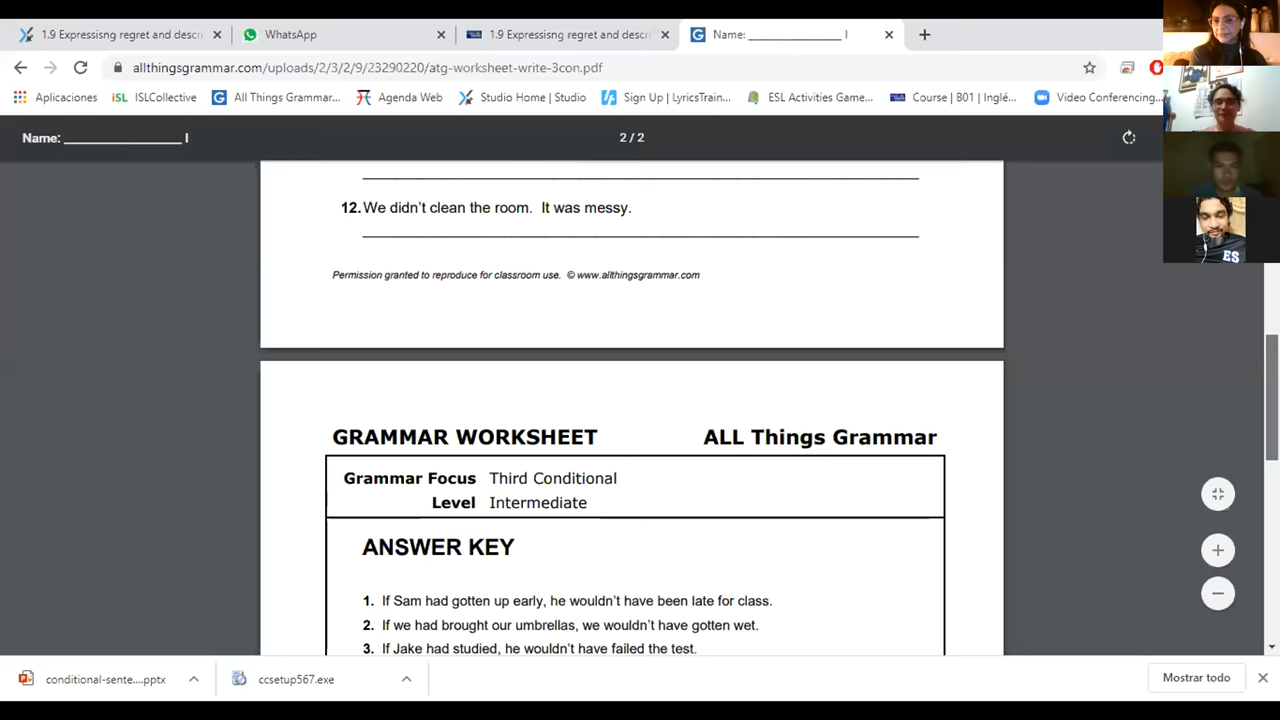 1.9 Expressisng regret and descr
WhatsApp
1.9 Expressisng regret and descr
Name: ____________________ I
allthingsgrammar.com/uploads/2/3/2/9/23290220/atg-worksheet-write-3con.pdf
Aplicaciones
iSL ISLCollective
All Things Grammar...
Agenda Web
Studio Home | Studio
Sign Up | LyricsTrain...
ESL Activities Game...
Course | B01 | Inglé...
Video Conferencing...
Name: ________________ I
2 / 2
12. We didn't clean the room. It was messy.
Permission granted to reproduce for classroom use. © www.allthingsgrammar.com
GRAMMAR WORKSHEET
ALL Things Grammar
Grammar Focus Third Conditional
Level Intermediate
ANSWER KEY
1. If Sam had gotten up early, he wouldn't have been late for class.
2. If we had brought our umbrellas, we wouldn't have gotten wet.
3. If Jake had studied, he wouldn't have failed the test.
ES
conditional-sente....pptx
ccsetup567.exe
Mostrar todo